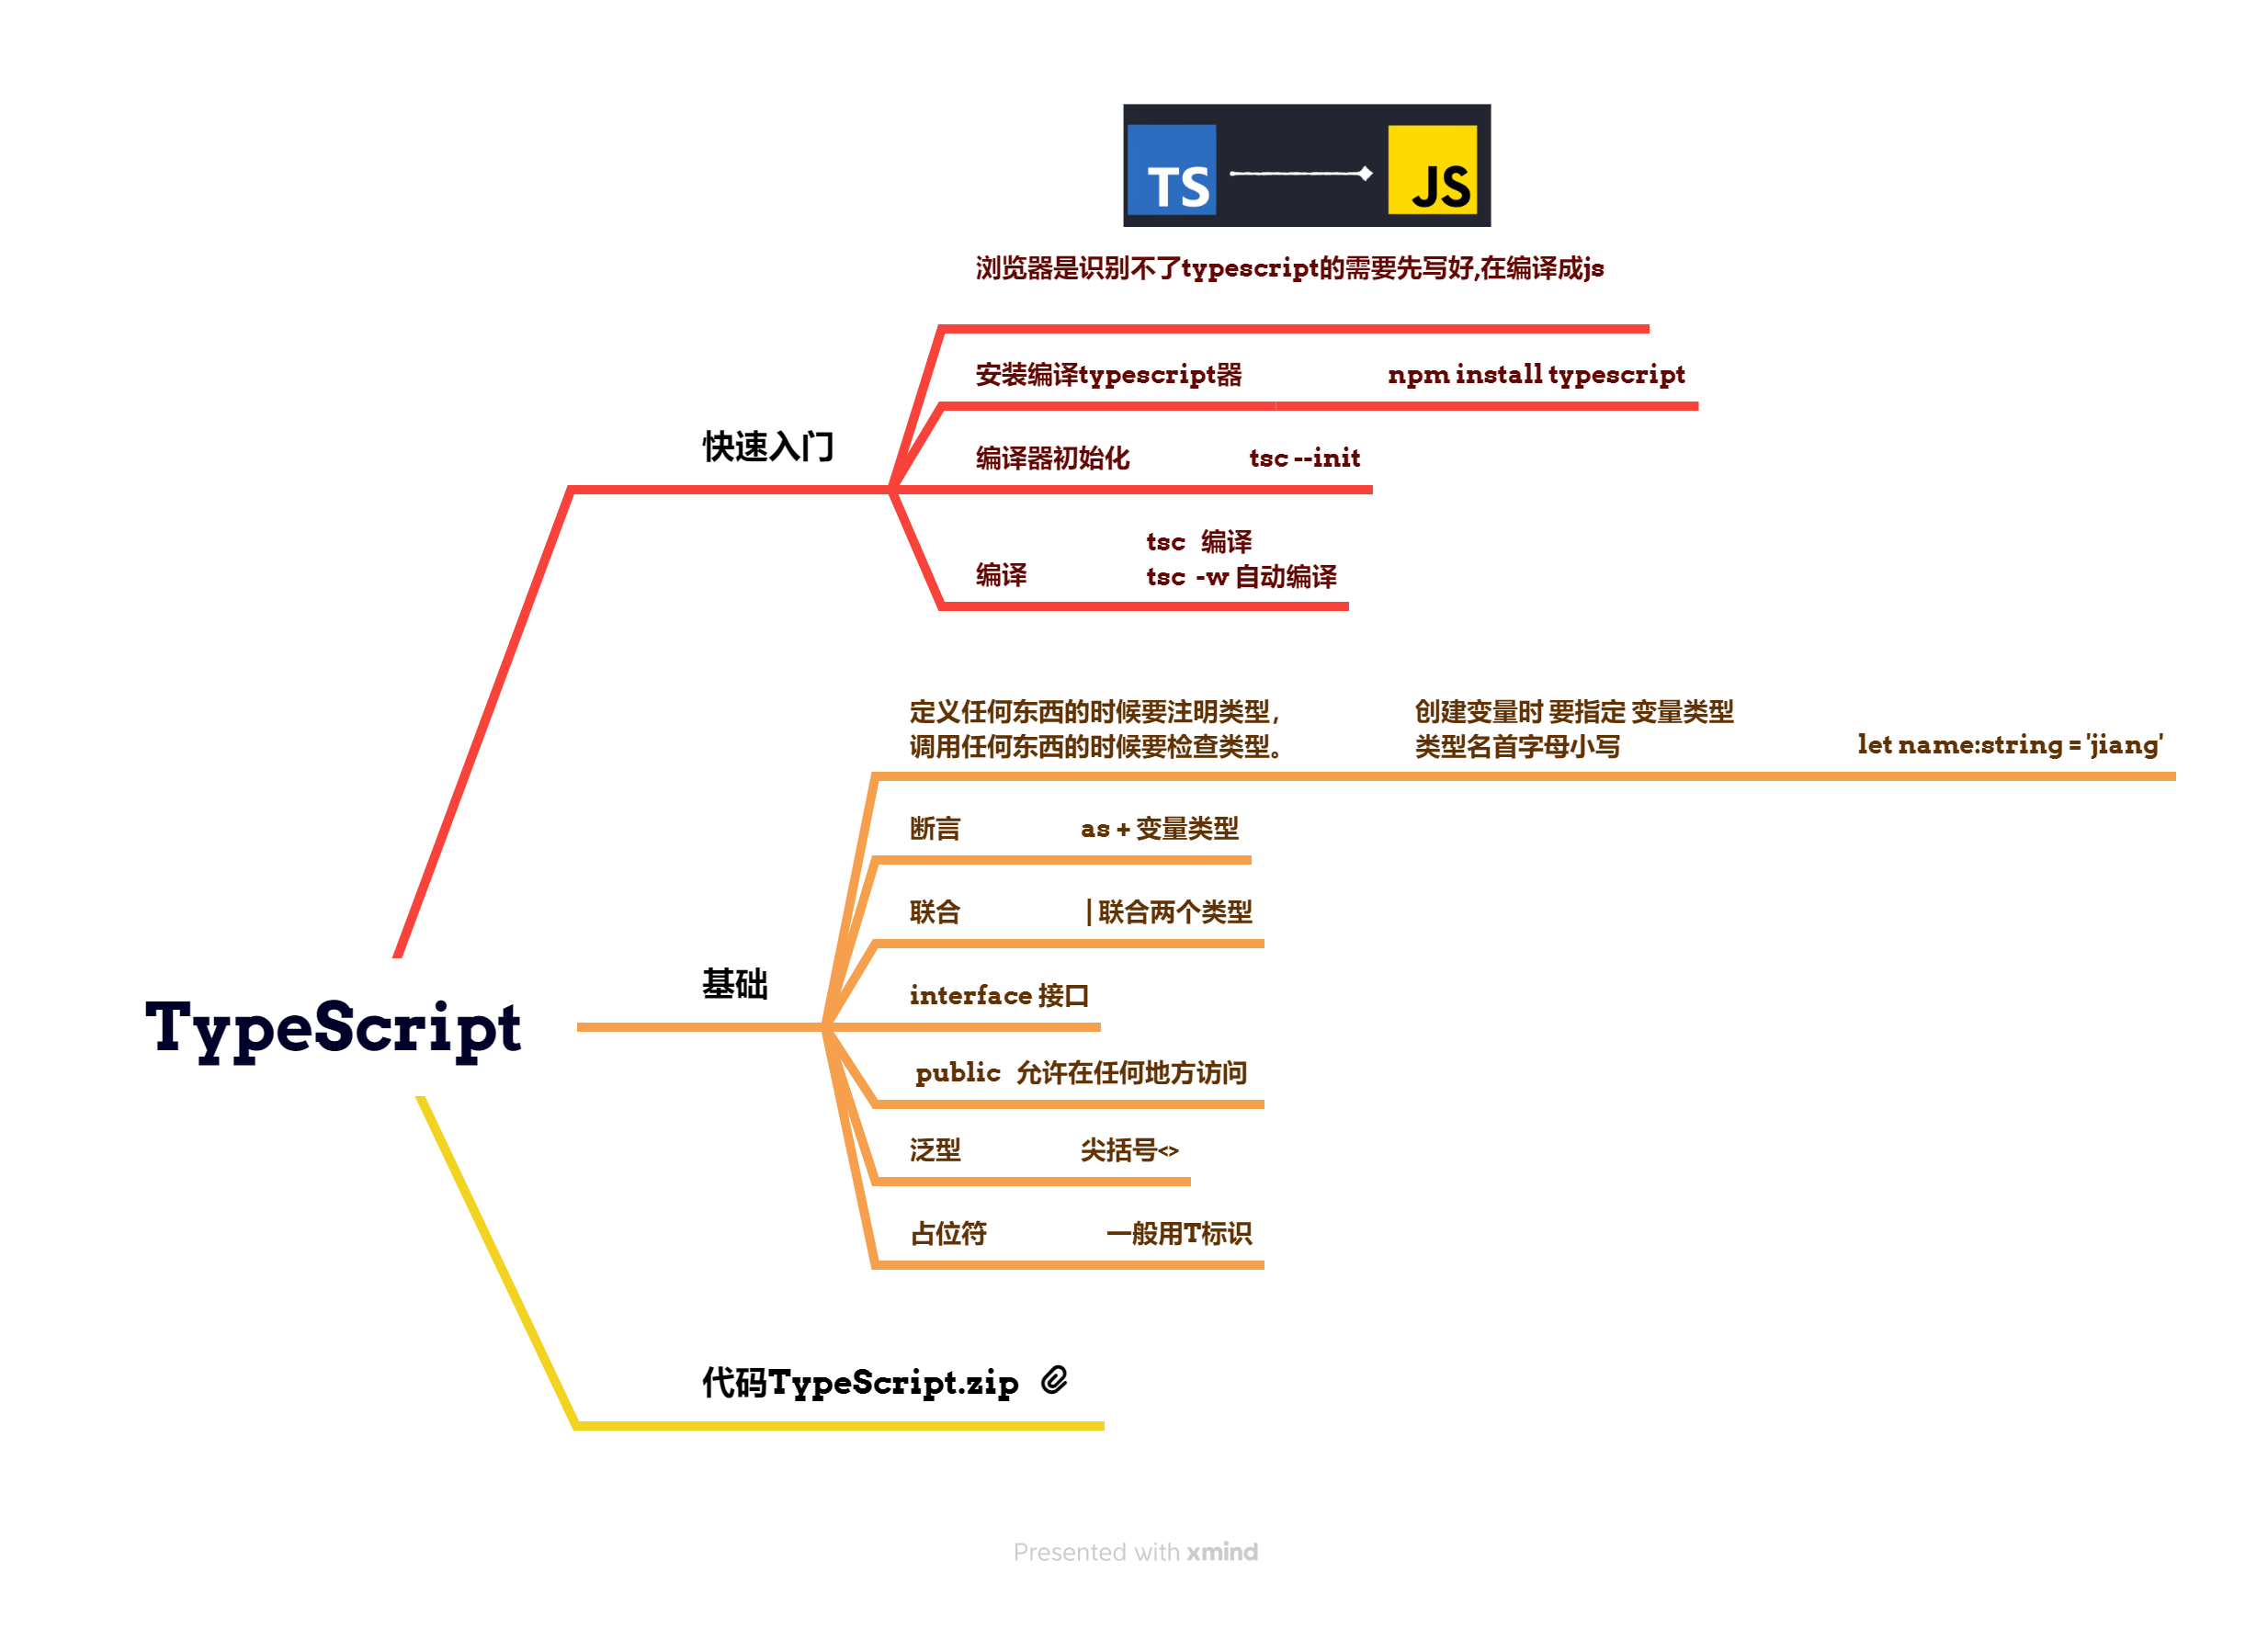 TS
JS
浏览器是识别不了typescript的需要先写好,在编译成js
安装编译typescript器
npm install typescript
快速入门
编译器初始化
tsc --init
编译
tsc 编译
tsc -w 自动编译
定义任何东西的时候要注明类型，
调用任何东西的时候要检查类型。
创建变量时 要指定 变量类型
类型名首字母小写
let name:string = 'jiang'
断言
as + 变量类型
联合
| 联合两个类型
基础
interface 接口
TypeScript
public 允许在任何地方访问
泛型
尖括号<>
占位符
一般用T标识
代码TypeScript.zip
Presented with xmind